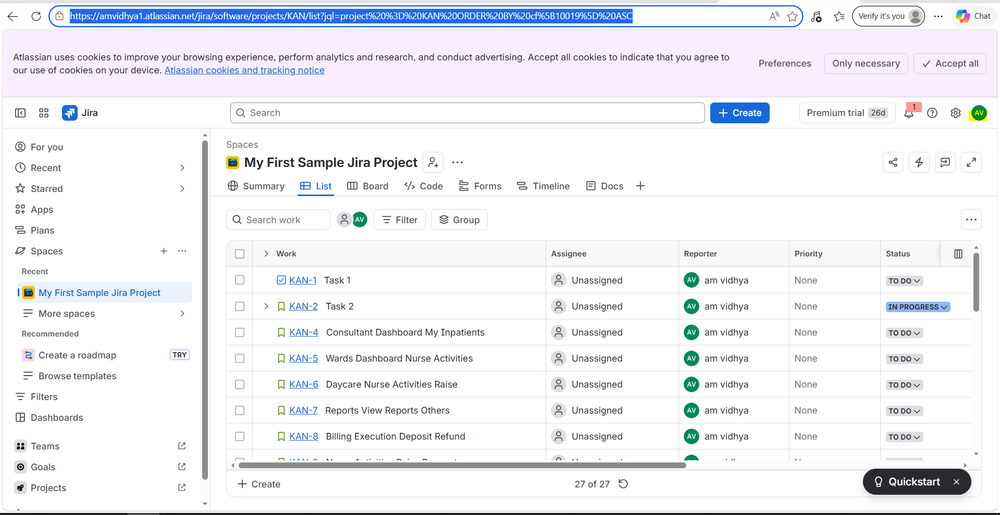 https://amvidhya1.atlassian.net/jira/software/projects/KAN/list?jql=project%20%3D%20KAN%20ORDER%20BY%20cf%5B10019%5D%20ASC
Verify it's you
Chat
Atlassian uses cookies to improve your browsing experience, perform analytics and research, and conduct advertising. Accept all cookies to indicate that you agree to
our use of cookies on your device. Atlassian cookies and tracking notice
Preferences
Only necessary
Accept all
Jira
Search
Create
Premium trial 26d
1
AV
For you
Recent
Starred
Apps
Plans
Spaces
Recent
My First Sample Jira Project
More spaces
Recommended
Create a roadmap TRY
Browse templates
Filters
Dashboards
Teams
Goals
Projects
Spaces
My First Sample Jira Project
Summary List Board Code Forms Timeline Docs
Search work AV Filter Group
Work Assignee Reporter Priority Status
KAN-1 Task 1 Unassigned AV am vidhya None TO DO
KAN-2 Task 2 Unassigned AV am vidhya None IN PROGRESS
KAN-4 Consultant Dashboard My Inpatients Unassigned AV am vidhya None TO DO
KAN-5 Wards Dashboard Nurse Activities Unassigned AV am vidhya None TO DO
KAN-6 Daycare Nurse Activities Raise Unassigned AV am vidhya None TO DO
KAN-7 Reports View Reports Others Unassigned AV am vidhya None TO DO
KAN-8 Billing Execution Deposit Refund Unassigned AV am vidhya None TO DO
Create
27 of 27
Quickstart